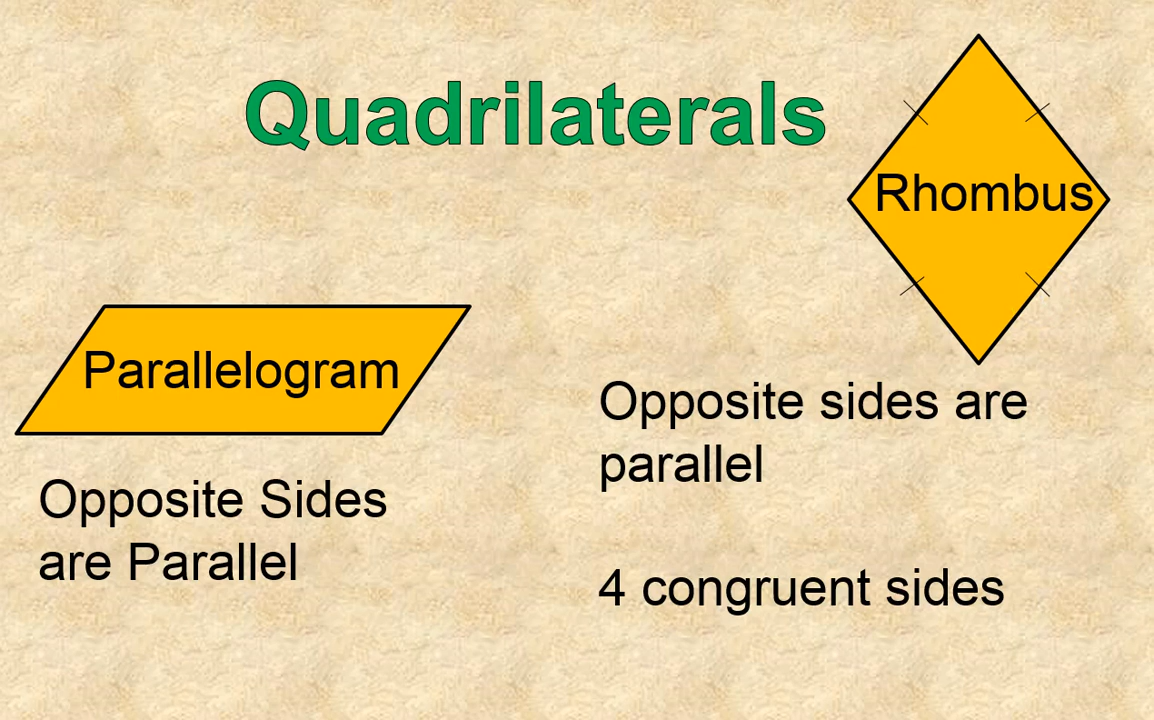 Quadrilaterals
Rhombus
Parallelogram
Opposite Sides
are Parallel
Opposite sides are
parallel
4 congruent sides